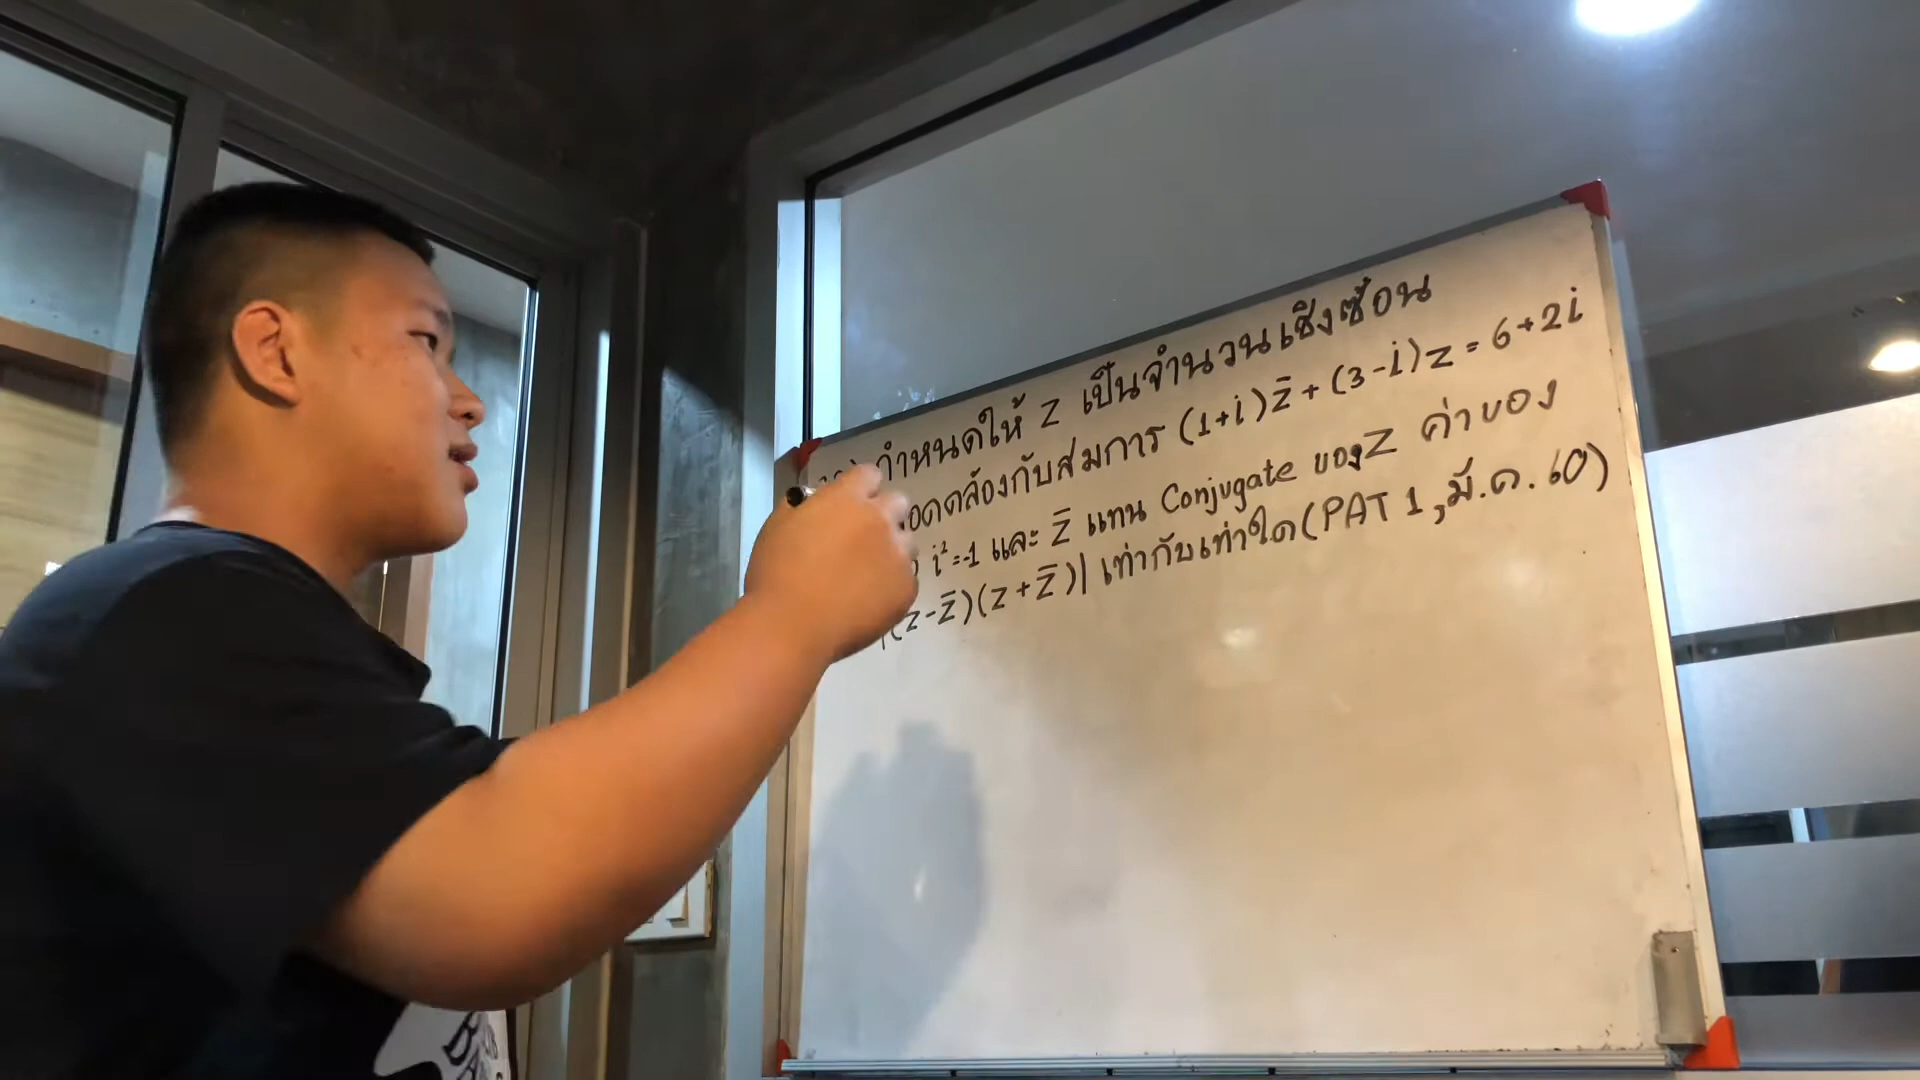 กำหนดให้ z เป็นจำนวนเชิงซ้อน
อดคล้องกับสมการ (1+i)z̄ + (3-i)z = 6+2i
i²=-1 และ z̄ แทน Conjugate ของ Z ค่าของ
|(z-z̄)(z+z̄)| เท่ากับเท่าใด (PAT 1, มี.ค. 60)